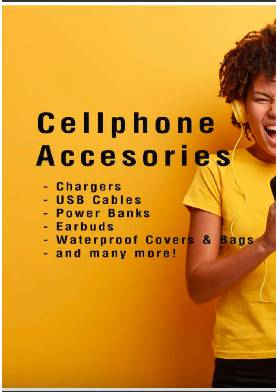 Cellphone
Accesories
- Chargers
- USB Cables
- Power Banks
- Earbuds
- Waterproof Covers & Bags
- and many more!